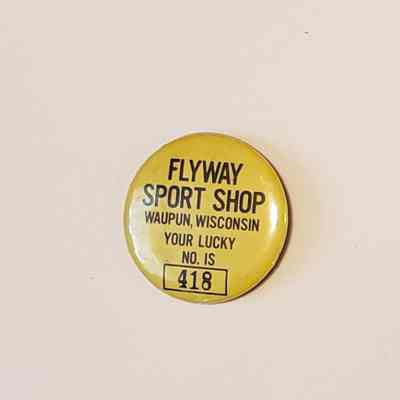 FLYWAY
SPORT SHOP
WAUPUN, WISCONSIN
YOUR LUCKY
NO. IS
418